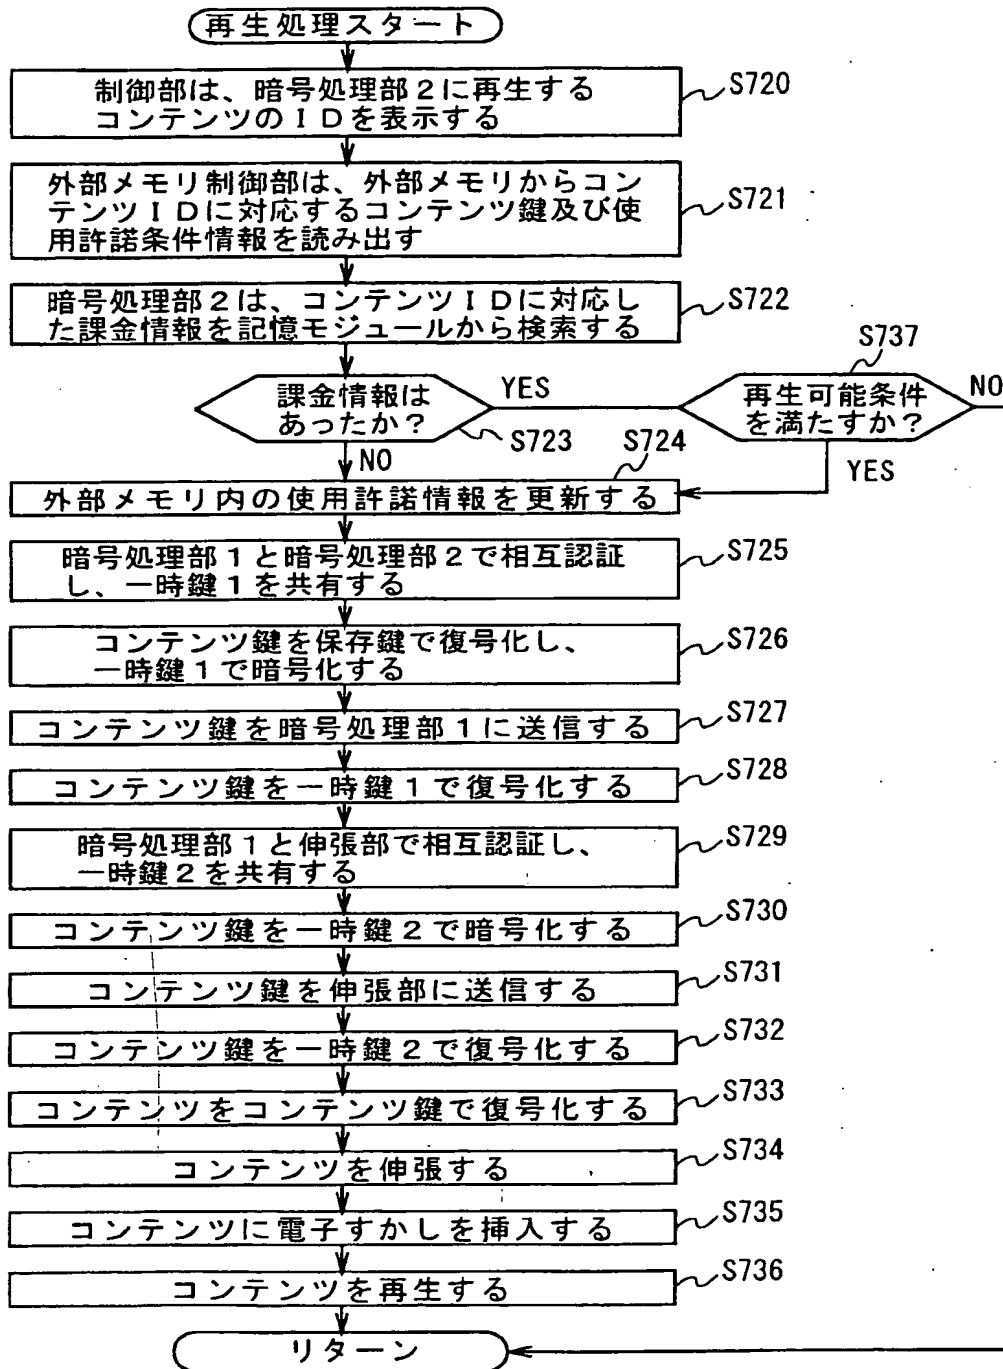 再生処理スタート
制御部は、暗号処理部2に再生する
コンテンツのIDを表示する
S720
外部メモリ制御部は、外部メモリからコン
テンツIDに対応するコンテンツ鍵及び使
用許諾条件情報を読み出す
S721
暗号処理部2は、コンテンツIDに対応し
た課金情報を記憶モジュールから検索する
S722
課金情報は
あったか?
S723
YES
NO
再生可能条件
を満たすか?
S737
NO
YES
外部メモリ内の使用許諾情報を更新する
S724
暗号処理部1と暗号処理部2で相互認証
し、一時鍵1を共有する
S725
コンテンツ鍵を保存鍵で復号化し、
一時鍵1で暗号化する
S726
コンテンツ鍵を暗号処理部1に送信する
S727
コンテンツ鍵を一時鍵1で復号化する
S728
暗号処理部1と伸張部で相互認証し、
一時鍵2を共有する
S729
コンテンツ鍵を一時鍵2で暗号化する
S730
コンテンツ鍵を伸張部に送信する
S731
コンテンツ鍵を一時鍵2で復号化する
S732
コンテンツをコンテンツ鍵で復号化する
S733
コンテンツを伸張する
S734
コンテンツに電子すかしを挿入する
S735
コンテンツを再生する
S736
リターン